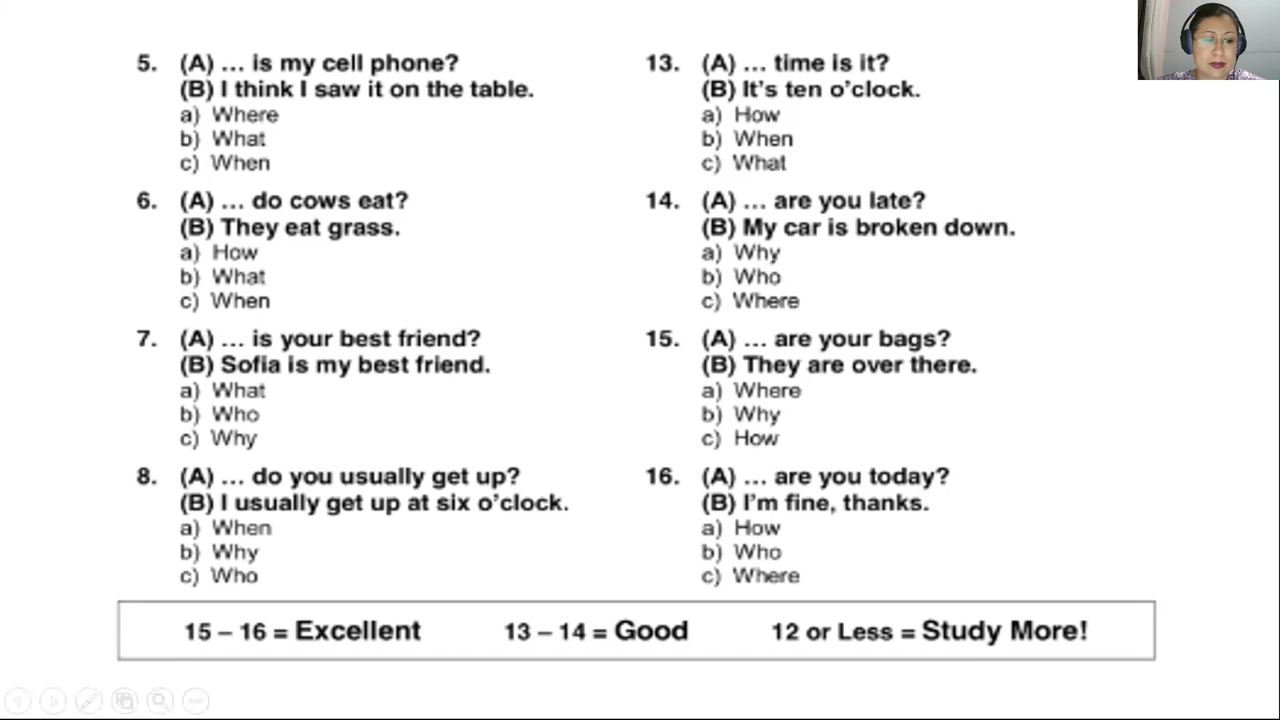 5. (A) ... is my cell phone?
(B) I think I saw it on the table.
a) Where
b) What
c) When
6. (A) ... do cows eat?
(B) They eat grass.
a) How
b) What
c) When
7. (A) ... is your best friend?
(B) Sofia is my best friend.
a) What
b) Who
c) Why
8. (A) ... do you usually get up?
(B) I usually get up at six o'clock.
a) When
b) Why
c) Who
13. (A) ... time is it?
(B) It's ten o'clock.
a) How
b) When
c) What
14. (A) ... are you late?
(B) My car is broken down.
a) Why
b) Who
c) Where
15. (A) ... are your bags?
(B) They are over there.
a) Where
b) Why
c) How
16. (A) ... are you today?
(B) I'm fine, thanks.
a) How
b) Who
c) Where
15 – 16 = Excellent 13 – 14 = Good 12 or Less = Study More!